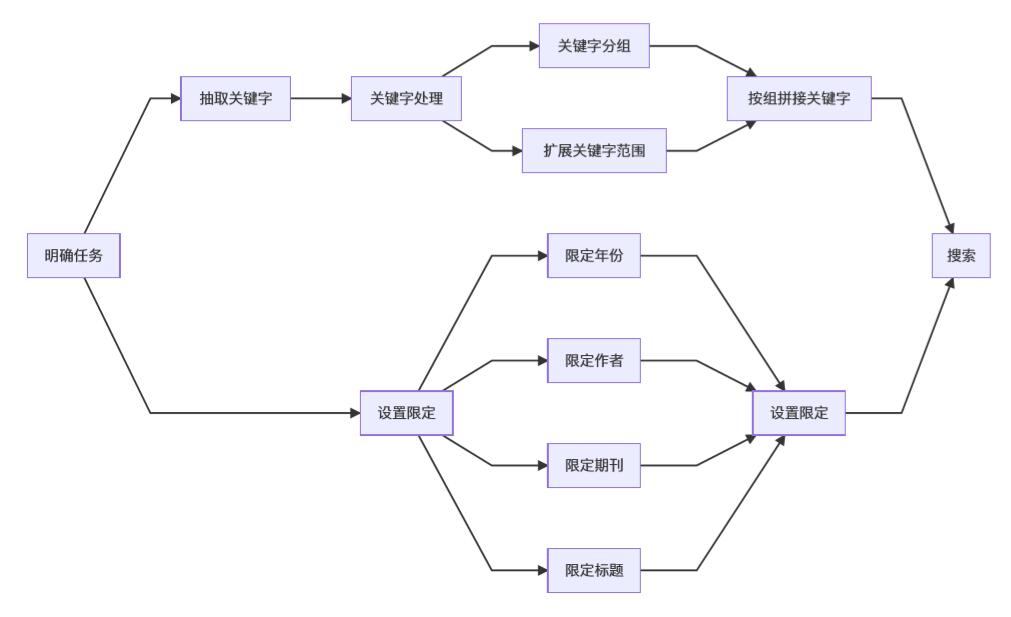 关键字分组
抽取关键字
关键字处理
按组拼接关键字
扩展关键字范围
明确任务
限定年份
搜索
限定作者
设置限定
设置限定
限定期刊
限定标题